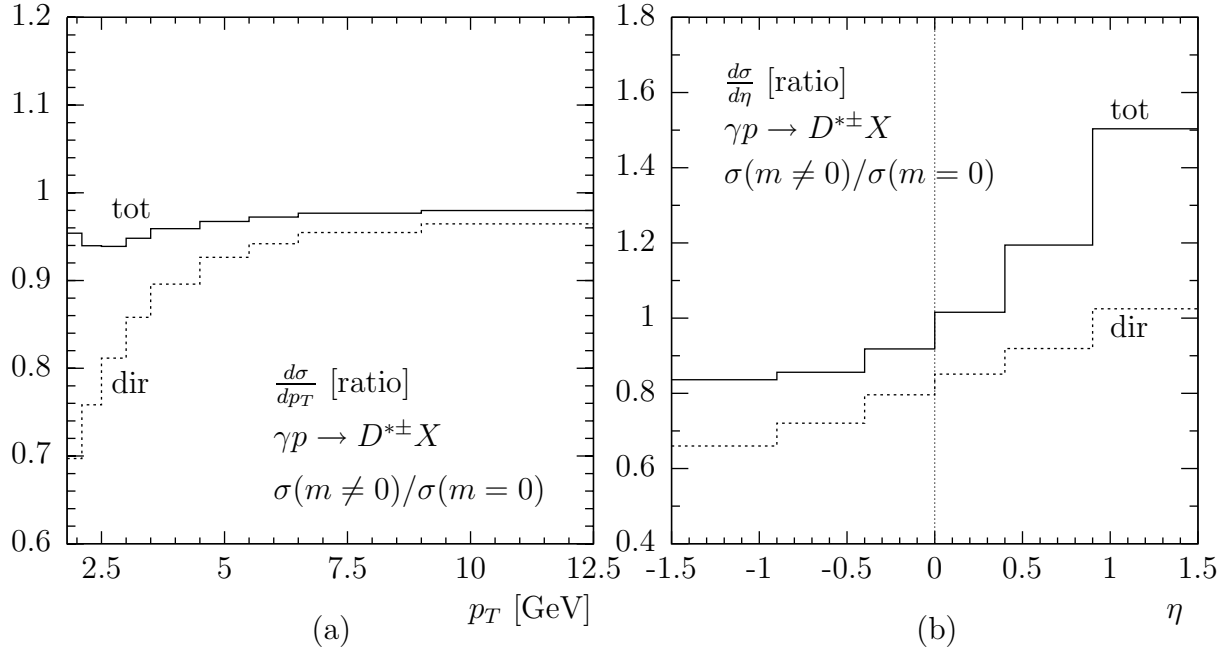 1.2
1.1
1
0.9
0.8
0.7
0.6
tot
dir
dσ/dp_T [ratio]
γp → D*± X
σ(m ≠ 0)/σ(m = 0)
2.5 5 7.5 10 12.5
p_T [GeV]
(a)
1.8
1.6
1.4
1.2
1
0.8
0.6
0.4
dσ/dη [ratio]
γp → D*± X
σ(m ≠ 0)/σ(m = 0)
tot
dir
-1.5 -1 -0.5 0 0.5 1 1.5
η
(b)